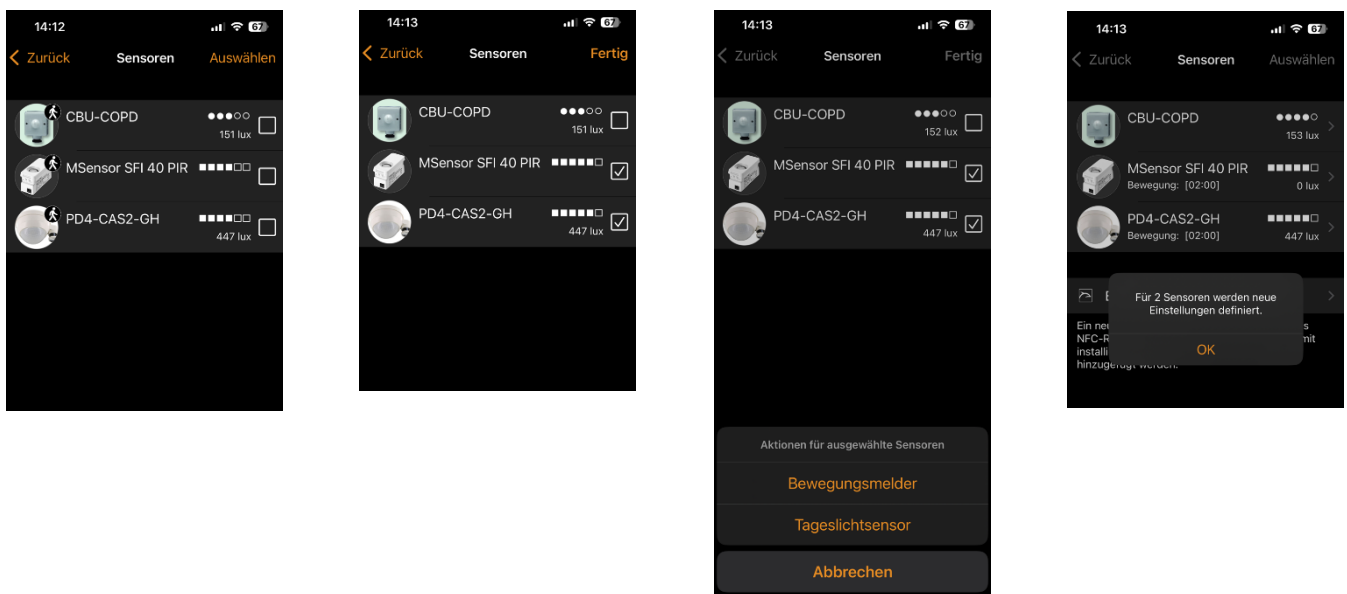 14:12
67
Zurück
Sensoren
Auswählen
CBU-COPD
151 lux
MSensor SFI 40 PIR
PD4-CAS2-GH
447 lux
14:13
67
Zurück
Sensoren
Fertig
CBU-COPD
151 lux
MSensor SFI 40 PIR
PD4-CAS2-GH
447 lux
14:13
67
Zurück
Sensoren
Fertig
CBU-COPD
152 lux
MSensor SFI 40 PIR
PD4-CAS2-GH
447 lux
Aktionen für ausgewählte Sensoren
Bewegungsmelder
Tageslichtsensor
Abbrechen
14:13
67
Zurück
Sensoren
Auswählen
CBU-COPD
153 lux
MSensor SFI 40 PIR
Bewegung: [02:00]
0 lux
PD4-CAS2-GH
Bewegung: [02:00]
447 lux
Für 2 Sensoren werden neue
Einstellungen definiert.
OK
Ein
NFC-R
mit
installi
hinzugefügt werden.